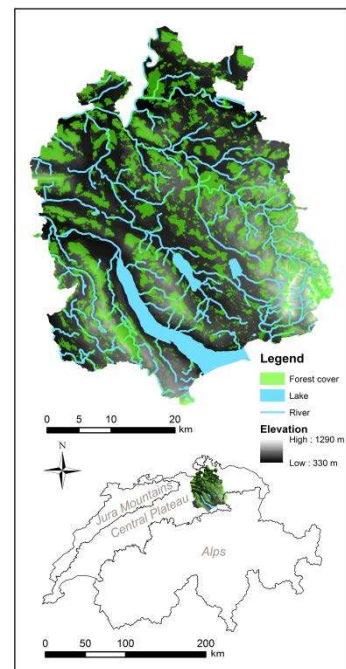 Legend
Forest cover
Lake
River
Elevation
High : 1290 m
Low : 330 m
0 5 10 20
km
N
Jura Mountains
Central Plateau
Alps
0 50 100 200
km